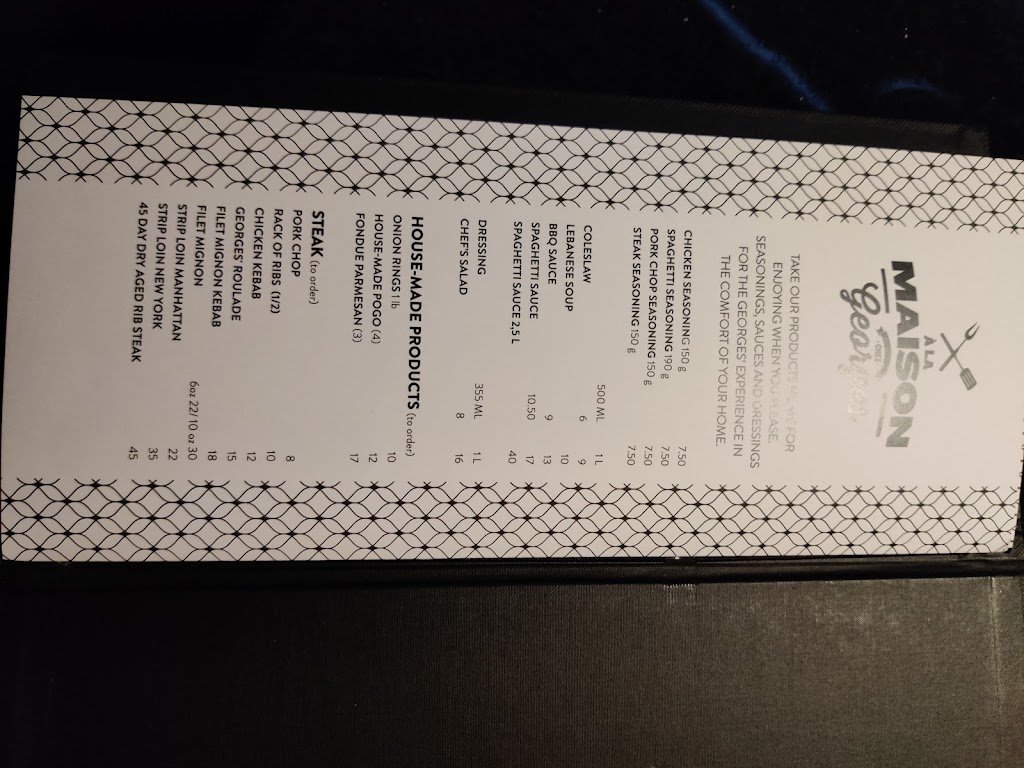 À LA
MAISON
CHEZ
Georges
TAKE OUR PRODUCTS HOME FOR
ENJOYING WHEN YOU PLEASE.
SEASONINGS, SAUCES AND DRESSINGS
FOR THE GEORGES' EXPERIENCE IN
THE COMFORT OF YOUR HOME.
CHICKEN SEASONING 150 g 7.50
SPAGHETTI SEASONING 190 g 7.50
PORK CHOP SEASONING 150 g 7.50
STEAK SEASONING 150 g 7.50
500 ML 1 L
COLESLAW 6 9
LEBANESE SOUP 10
BBQ SAUCE 9 13
SPAGHETTI SAUCE 10.50 17
SPAGHETTI SAUCE 2,5 L 40
DRESSING 355 ML 1 L
CHEF'S SALAD 8 16
HOUSE-MADE PRODUCTS (to order)
ONION RINGS 1 lb 10
HOUSE-MADE POGO (4) 12
FONDUE PARMESAN (3) 17
STEAK (to order)
PORK CHOP 8
RACK OF RIBS (1/2) 10
CHICKEN KEBAB 12
GEORGES' ROULADE 15
FILET MIGNON KEBAB 18
FILET MIGNON 6oz 22/ 10 oz 30
STRIP LOIN MANHATTAN 22
STRIP LOIN NEW YORK 35
45 DAY DRY AGED RIB STEAK 45